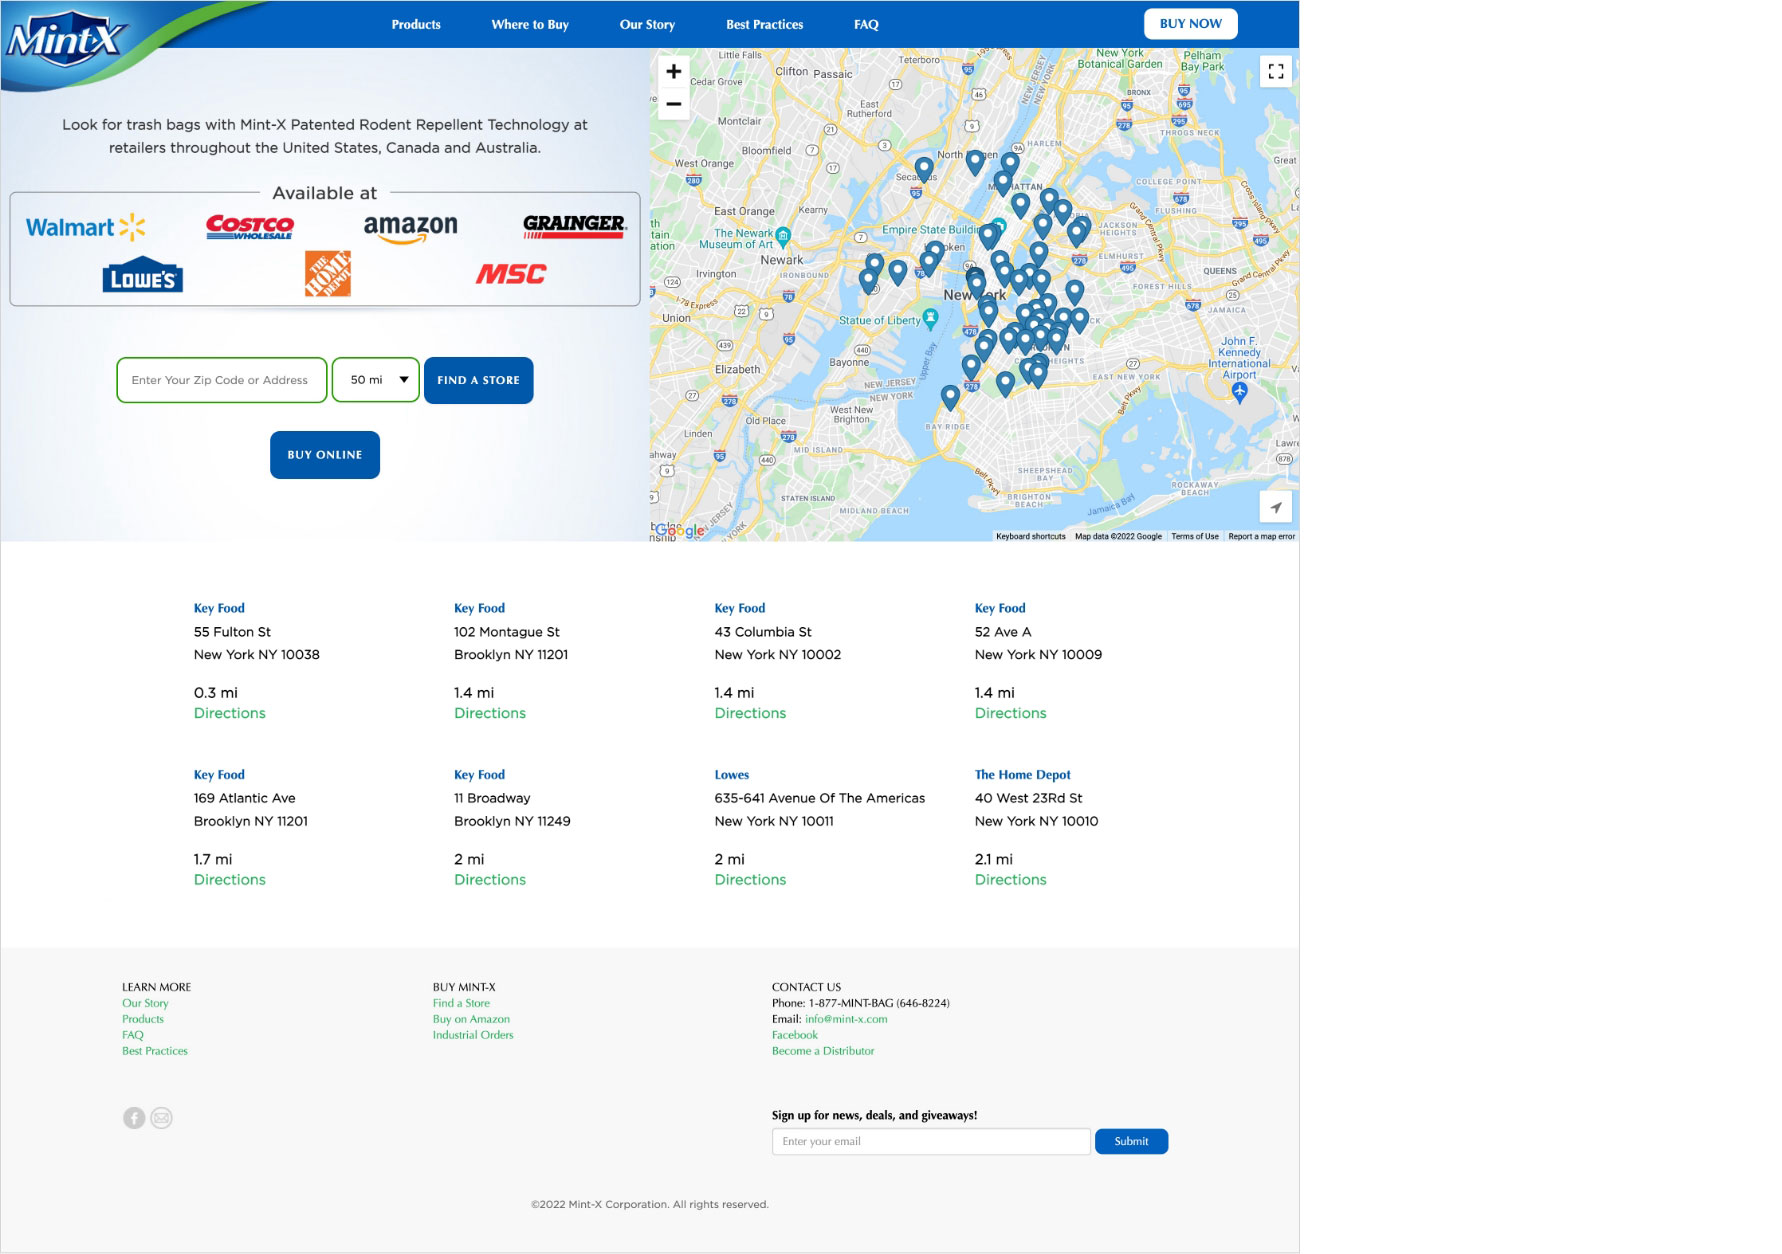 Mint-X
Products
Where to Buy
Our Story
Best Practices
FAQ
BUY NOW
Look for trash bags with Mint-X Patented Rodent Repellent Technology at
retailers throughout the United States, Canada and Australia.
Available at
Walmart
COSTCO
WHOLESALE
amazon
GRAINGER
LOWE'S
THE
HOME
DEPOT
MSC
Enter Your Zip Code or Address
50 mi
FIND A STORE
BUY ONLINE
Little Falls
Teterboro
New York
Botanical Garden
Pelham
Bay Park
Cedar Grove
Clifton
Passaic
BRONX
East
Rutherford
Montclair
THROGS NECK
Bloomfield
HARLEM
West Orange
Great
COLLEGE POINT
East Orange
Kearny
FLUSHING
Empire State Building
The Newark
Museum of Art
JACKSON
HEIGHTS
Newark
ELMHURST
Irvington
IRONBOUND
QUEENS
New York
FOREST HILLS
Union
Statue of Liberty
JAMAICA
Bayonne
John F.
Kennedy
International
Airport
Elizabeth
EAST NEW YORK
NEW JERSEY
NEW YORK
Upper Bay
West New
Brighton
Old Place
Linden
BAY RIDGE
Belt Pkwy
MID ISLAND
SHEEPSHEAD
BAY
ROCKAWAY
BEACH
STATEN ISLAND
BRIGHTON
BEACH
Jamaica Bay
MIDLAND BEACH
Google
Keyboard shortcuts
Map data ©2022 Google
Terms of Use
Report a map error
Key Food
55 Fulton St
New York NY 10038
0.3 mi
Directions
Key Food
102 Montague St
Brooklyn NY 11201
1.4 mi
Directions
Key Food
43 Columbia St
New York NY 10002
1.4 mi
Directions
Key Food
52 Ave A
New York NY 10009
1.4 mi
Directions
Key Food
169 Atlantic Ave
Brooklyn NY 11201
1.7 mi
Directions
Key Food
11 Broadway
Brooklyn NY 11249
2 mi
Directions
Lowes
635-641 Avenue Of The Americas
New York NY 10011
2 mi
Directions
The Home Depot
40 West 23Rd St
New York NY 10010
2.1 mi
Directions
LEARN MORE
Our Story
Products
FAQ
Best Practices
BUY MINT-X
Find a Store
Buy on Amazon
Industrial Orders
CONTACT US
Phone: 1-877-MINT-BAG (646-8224)
Email: info@mint-x.com
Facebook
Become a Distributor
Sign up for news, deals, and giveaways!
Enter your email
Submit
©2022 Mint-X Corporation. All rights reserved.